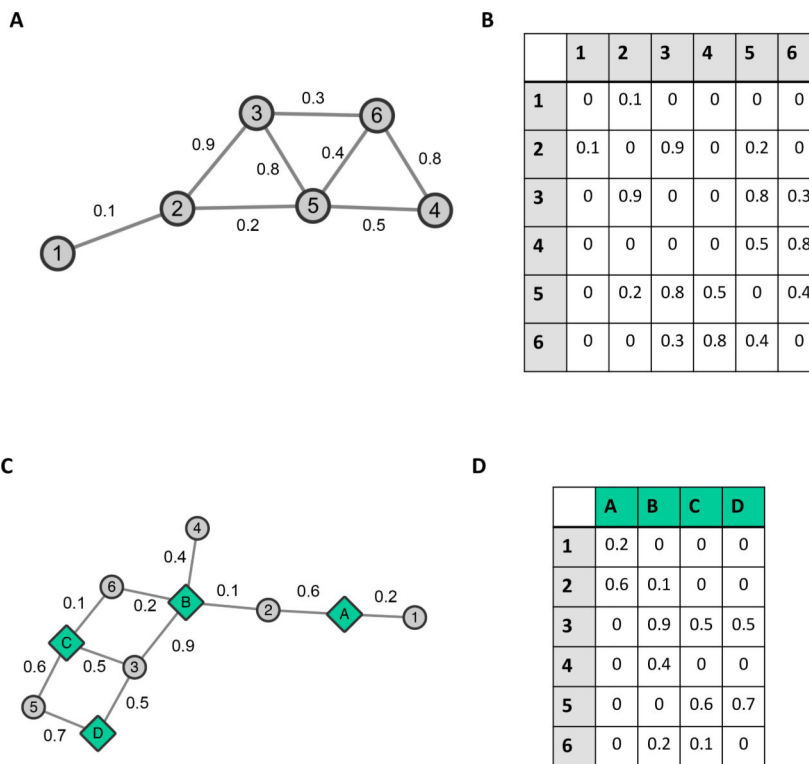 A
B
0.3
3
6
0.9
0.8
0.4
0.8
0.1
2
5
4
0.2
0.5
1
1 2 3 4 5 6
1 0 0.1 0 0 0 0
2 0.1 0 0.9 0 0.2 0
3 0 0.9 0 0 0.8 0.3
4 0 0 0 0 0.5 0.8
5 0 0.2 0.8 0.5 0 0.4
6 0 0 0.3 0.8 0.4 0
C
D
4
0.4
6
0.1
0.6
0.2
0.1
0.2
B
2
A
1
C
0.9
0.6
0.5
3
5
0.5
0.7
D
A B C D
1 0.2 0 0 0
2 0.6 0.1 0 0
3 0 0.9 0.5 0.5
4 0 0.4 0 0
5 0 0 0.6 0.7
6 0 0.2 0.1 0